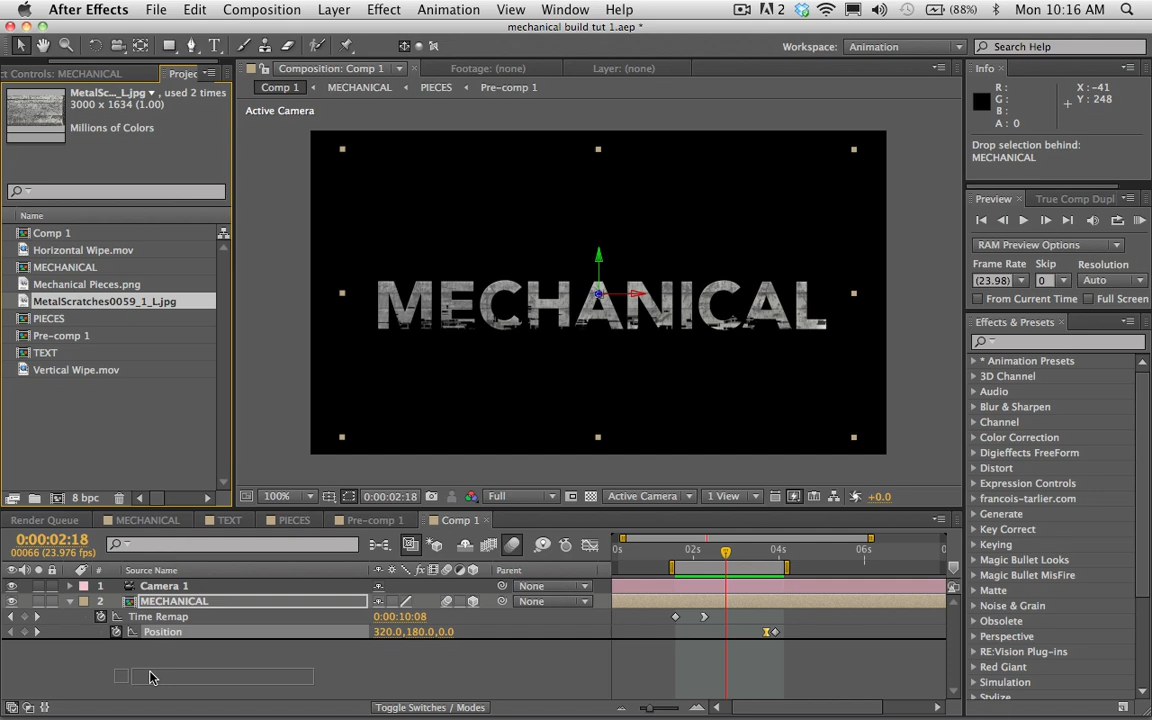 After Effects File Edit Composition Layer Effect Animation View Window Help A 2 (88%) Mon 10:16 AM
mechanical build tut 1.aep *
Workspace: Animation Search Help
ct Controls: MECHANICAL Projec
Composition: Comp 1 Footage: (none) Layer: (none)
Info
MetalSc..._L.jpg ▾, used 2 times
3000 x 1634 (1.00)
Millions of Colors
Comp 1 MECHANICAL PIECES Pre-comp 1
Active Camera
R :
G :
B :
A : 0
X : -41
Y : 248
Drop selection behind:
MECHANICAL
Name
Comp 1
Horizontal Wipe.mov
MECHANICAL
Mechanical Pieces.png
MetalScratches0059_1_L.jpg
PIECES
Pre-comp 1
TEXT
Vertical Wipe.mov
MECHANICAL
Preview True Comp Dupl
RAM Preview Options
Frame Rate Skip Resolution
(23.98) 0 Auto
From Current Time Full Screen
Effects & Presets
* Animation Presets
3D Channel
Audio
Blur & Sharpen
Channel
Color Correction
Digieffects FreeForm
Distort
Expression Controls
francois-tarlier.com
Generate
Key Correct
Keying
Magic Bullet Looks
Magic Bullet MisFire
Matte
Noise & Grain
Obsolete
Perspective
RE:Vision Plug-ins
Red Giant
Simulation
Stylize
8 bpc
100% 0:00:02:18 Full Active Camera 1 View +0.0
Render Queue MECHANICAL TEXT PIECES Pre-comp 1 Comp 1
0:00:02:18
00066 (23.976 fps)
0s 02s 04s 06s 0
# Source Name Parent
1 Camera 1 None
2 MECHANICAL None
Time Remap 0:00:10:08
Position 320.0,180.0,0.0
Toggle Switches / Modes